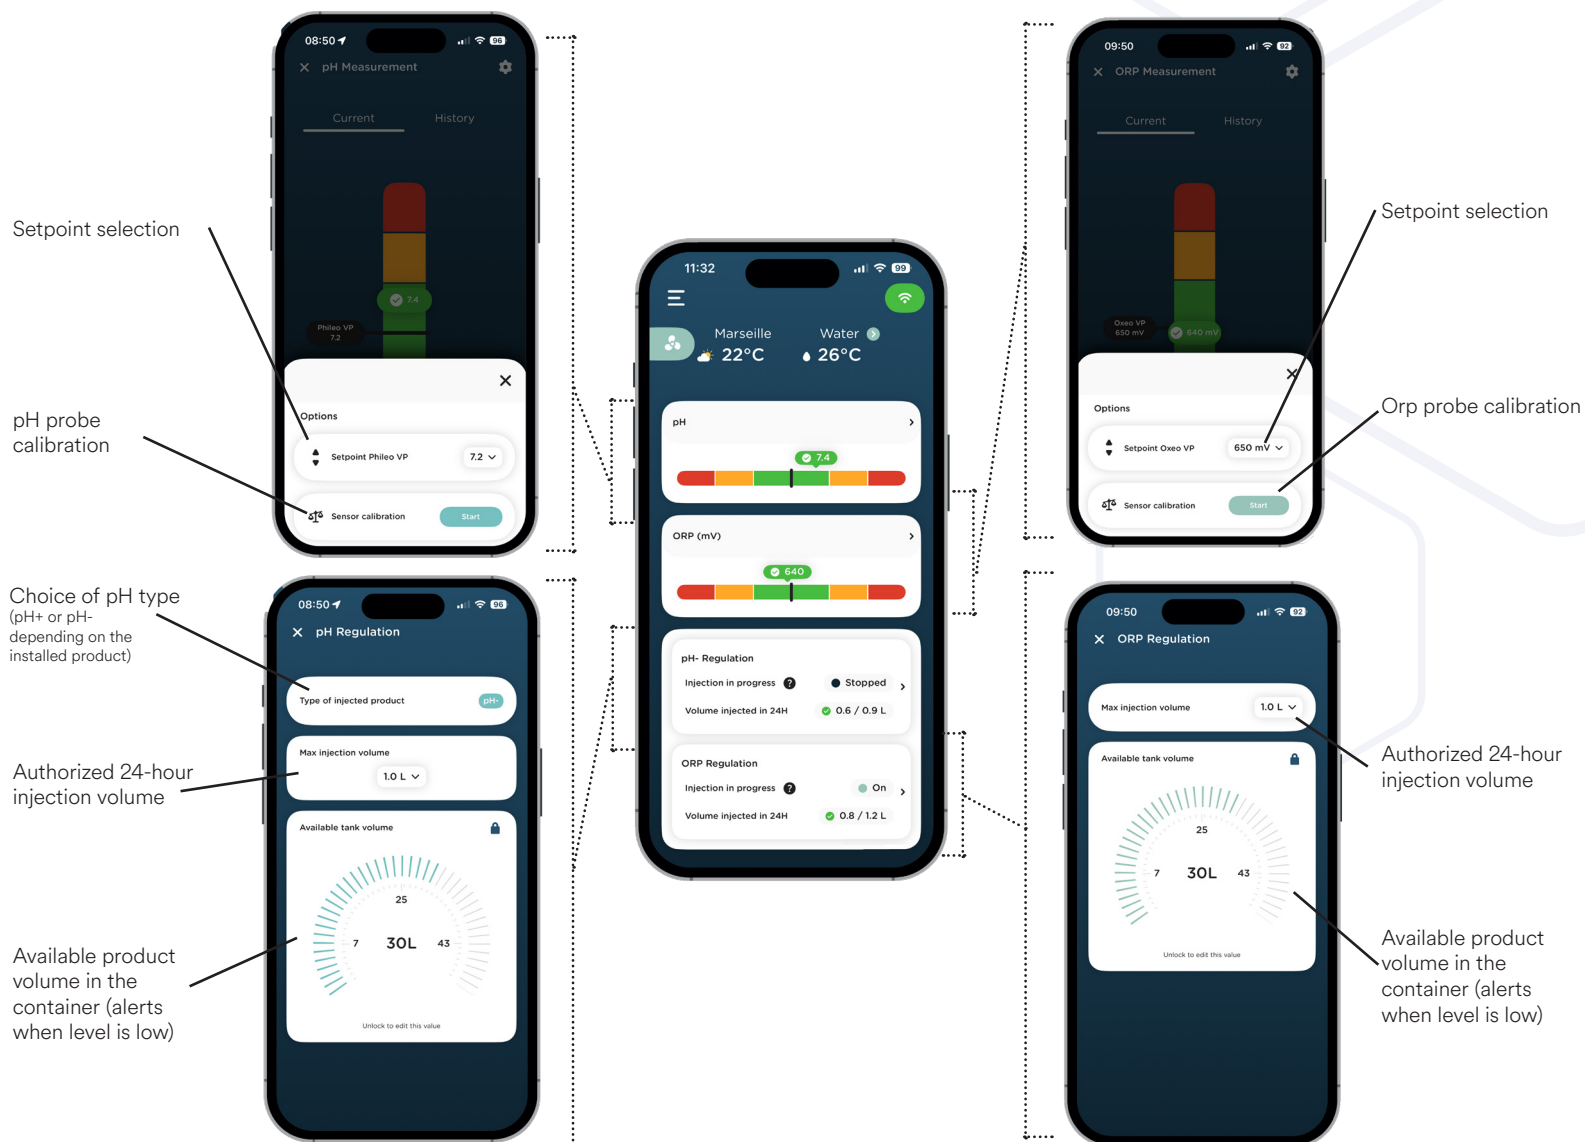 08:50
96
pH Measurement
Current
History
7.4
Phileo VP
7.2
Options
Setpoint Phileo VP
7.2
Sensor calibration
Start
Setpoint selection
pH probe
calibration
08:50
96
pH Regulation
Type of injected product
pH-
Max injection volume
1.0 L
Available tank volume
25
7
30L
43
Unlock to edit this value
Choice of pH type
(pH+ or pH-
depending on the
installed product)
Authorized 24-hour
injection volume
Available product
volume in the
container (alerts
when level is low)
11:32
99
Marseille
22°C
Water
26°C
pH
7.4
ORP (mV)
640
pH- Regulation
Injection in progress ?
Stopped
Volume injected in 24H
0.6 / 0.9 L
ORP Regulation
Injection in progress ?
On
Volume injected in 24H
0.8 / 1.2 L
09:50
92
ORP Measurement
Current
History
Oxeo VP
650 mV
640 mV
Options
Setpoint Oxeo VP
650 mV
Sensor calibration
Start
Setpoint selection
Orp probe calibration
09:50
92
ORP Regulation
Max injection volume
1.0 L
Available tank volume
25
7
30L
43
Unlock to edit this value
Authorized 24-hour
injection volume
Available product
volume in the
container (alerts
when level is low)